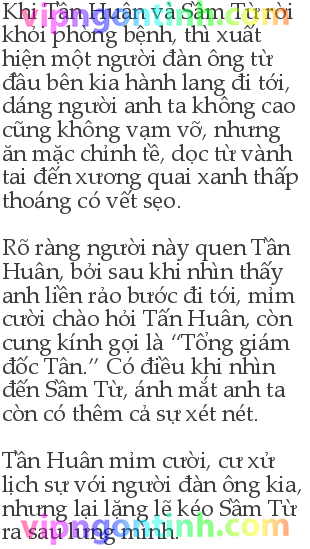 Khi Tần Huân và Sầm Từ rời
khỏi phòng bệnh, thì xuất
hiện một người đàn ông từ
đầu bên kia hành lang đi tới,
dáng người anh ta không cao
cũng không vạm vỡ, nhưng
ăn mặc chỉnh tề, dọc từ vành
tai đến xương quai xanh thấp
thoáng có vết sẹo.
Rõ ràng người này quen Tần
Huân, bởi sau khi nhìn thấy
anh liền rảo bước đi tới, mỉm
cười chào hỏi Tấn Huân, còn
cung kính gọi là “Tổng giám
đốc Tân.” Có điều khi nhìn
đến Sầm Từ, ánh mắt anh ta
còn có thêm cả sự xét nét.
Tần Huân mỉm cười, cư xử
lịch sự với người đàn ông kia,
nhưng lại lặng lẽ kéo Sầm Từ
ra sau lưng mình.
vipngontinh.com
vipngontinh.com